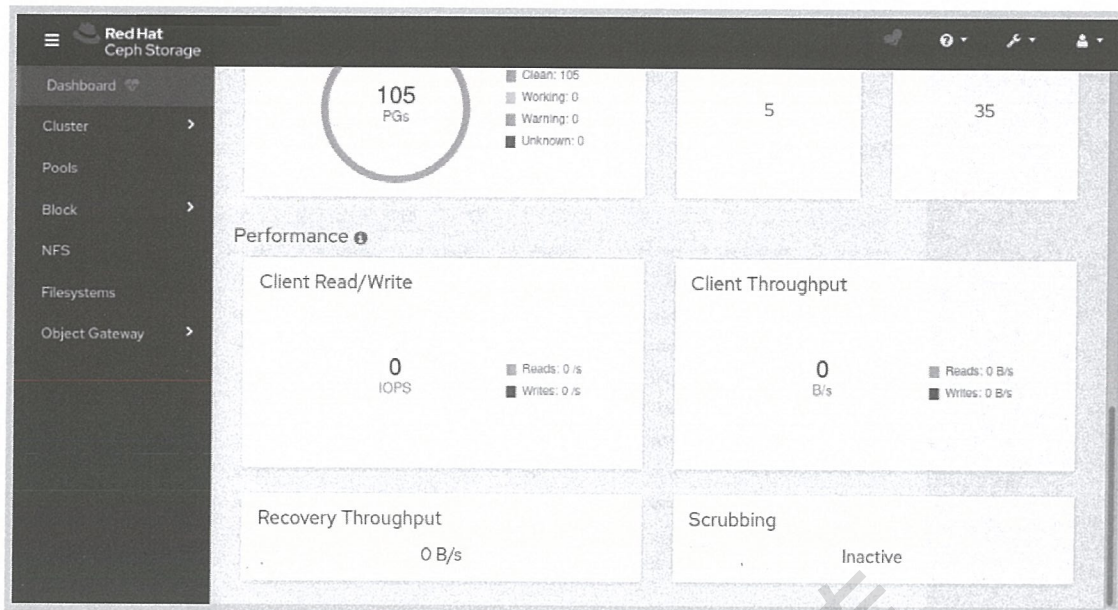 Red Hat
Ceph Storage
Dashboard
Cluster
Pools
Block
NFS
Filesystems
Object Gateway
105
PGs
Clean: 105
Working: 0
Warning: 0
Unknown: 0
5
35
Performance
Client Read/Write
0
IOPS
Reads: 0 /s
Writes: 0 /s
Client Throughput
0
B/s
Reads: 0 B/s
Writes: 0 B/s
Recovery Throughput
0 B/s
Scrubbing
Inactive